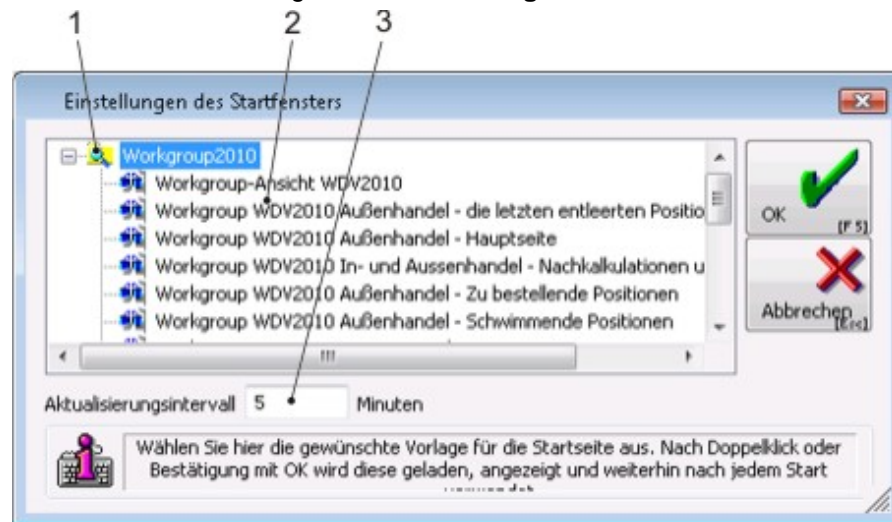 1 2 3
Einstellungen des Startfensters
Workgroup2010
Workgroup-Ansicht WDV2010
Workgroup WDV2010 Außenhandel - die letzten entleerten Positio
Workgroup WDV2010 Außenhandel - Hauptseite
Workgroup WDV2010 In- und Aussenhandel - Nachkalkulationen u
Workgroup WDV2010 Außenhandel - Zu bestellende Positionen
Workgroup WDV2010 Außenhandel - Schwimmende Positionen
OK
[F 5]
Abbrechen
[Esc]
Aktualisierungsintervall 5 Minuten
Wählen Sie hier die gewünschte Vorlage für die Startseite aus. Nach Doppelklick oder
Bestätigung mit OK wird diese geladen, angezeigt und weiterhin nach jedem Start